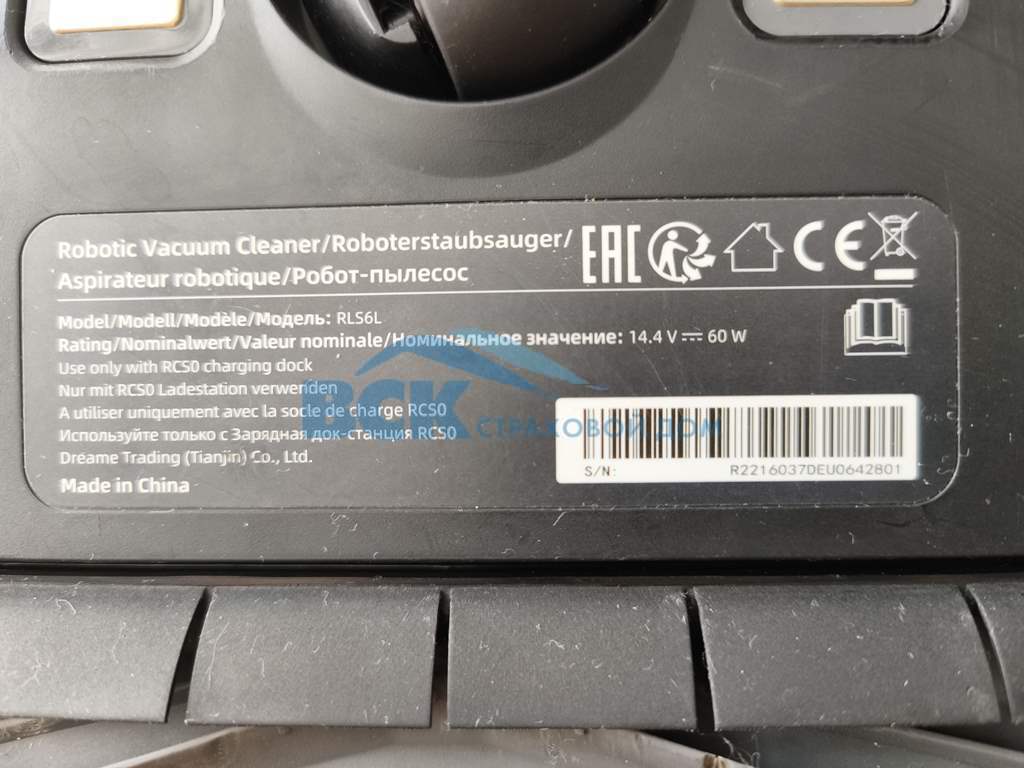 Robotic Vacuum Cleaner/Roboterstaubsauger/
Aspirateur robotique/Робот-пылесос
EAC
CE
Model/Modell/Modèle/Модель: RLS6L
Rating/Nominalwert/Valeur nominale/Номинальное значение: 14.4 V ⎓ 60 W
Use only with RCS0 charging dock
Nur mit RCS0 Ladestation verwenden
A utiliser uniquement avec la socle de charge RCS0
Используйте только с Зарядная док-станция RCS0
Dreame Trading (Tianjin) Co., Ltd.
Made in China
ВСК СТРАХОВОЙ ДОМ
S/N: R2216037DEU0642801